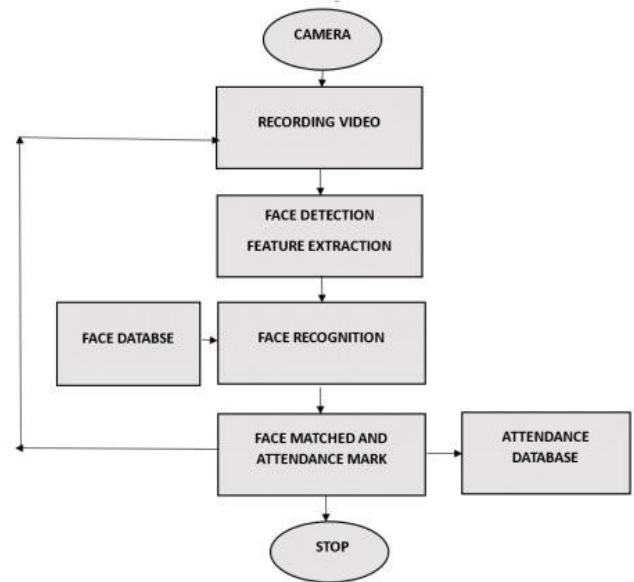 CAMERA
RECORDING VIDEO
FACE DETECTION
FEATURE EXTRACTION
FACE DATABSE
FACE RECOGNITION
FACE MATCHED AND
ATTENDANCE MARK
ATTENDANCE
DATABASE
STOP